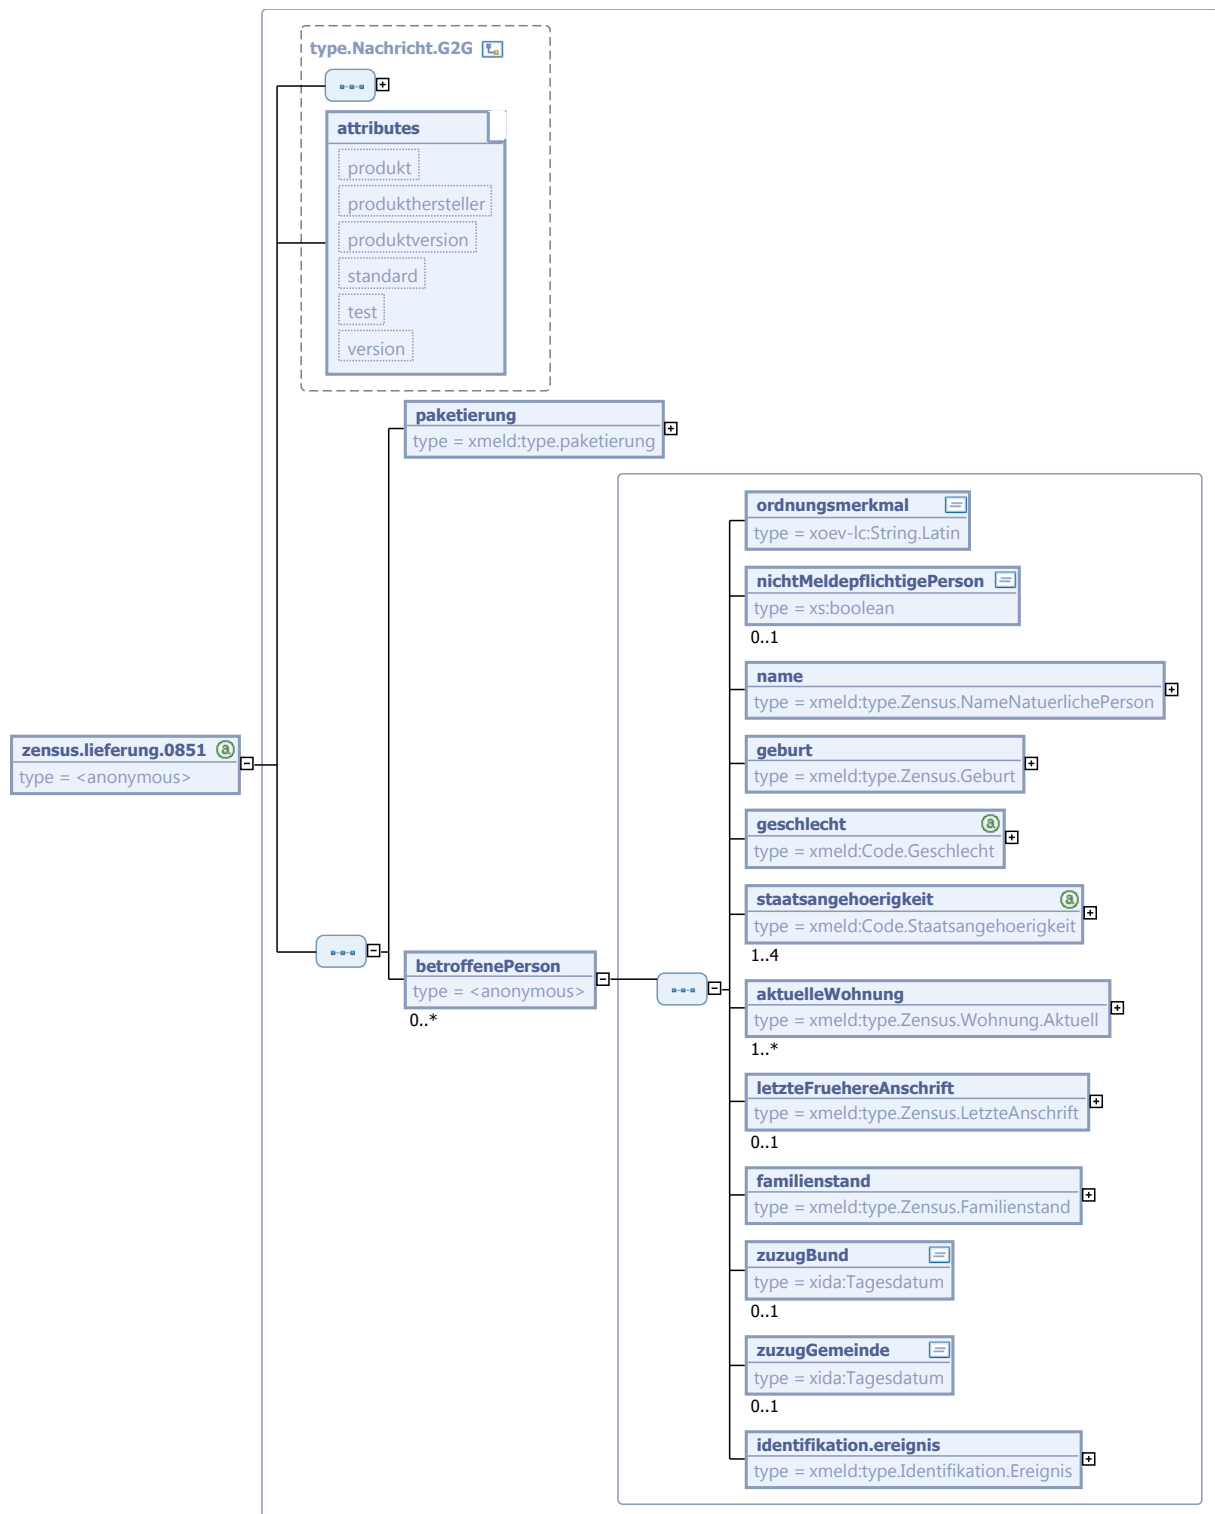 type.Nachricht.G2G
attributes
produkt
produkthersteller
produktversion
standard
test
version
paketierung
type = xmeld:type.paketierung
ordnungsmerkmal
type = xoev-lc:String.Latin
nichtMeldepflichtigePerson
type = xs:boolean
0..1
name
type = xmeld:type.Zensus.NameNatuerlichePerson
zensus.lieferung.0851 a
type = <anonymous>
geburt
type = xmeld:type.Zensus.Geburt
geschlecht a
type = xmeld:Code.Geschlecht
staatsangehoerigkeit a
type = xmeld:Code.Staatsangehoerigkeit
1..4
betroffenePerson
type = <anonymous>
0..*
aktuelleWohnung
type = xmeld:type.Zensus.Wohnung.Aktuell
1..*
letzteFruehereAnschrift
type = xmeld:type.Zensus.LetzteAnschrift
0..1
familienstand
type = xmeld:type.Zensus.Familienstand
zuzugBund
type = xida:Tagesdatum
0..1
zuzugGemeinde
type = xida:Tagesdatum
0..1
identifikation.ereignis
type = xmeld:type.Identifikation.Ereignis